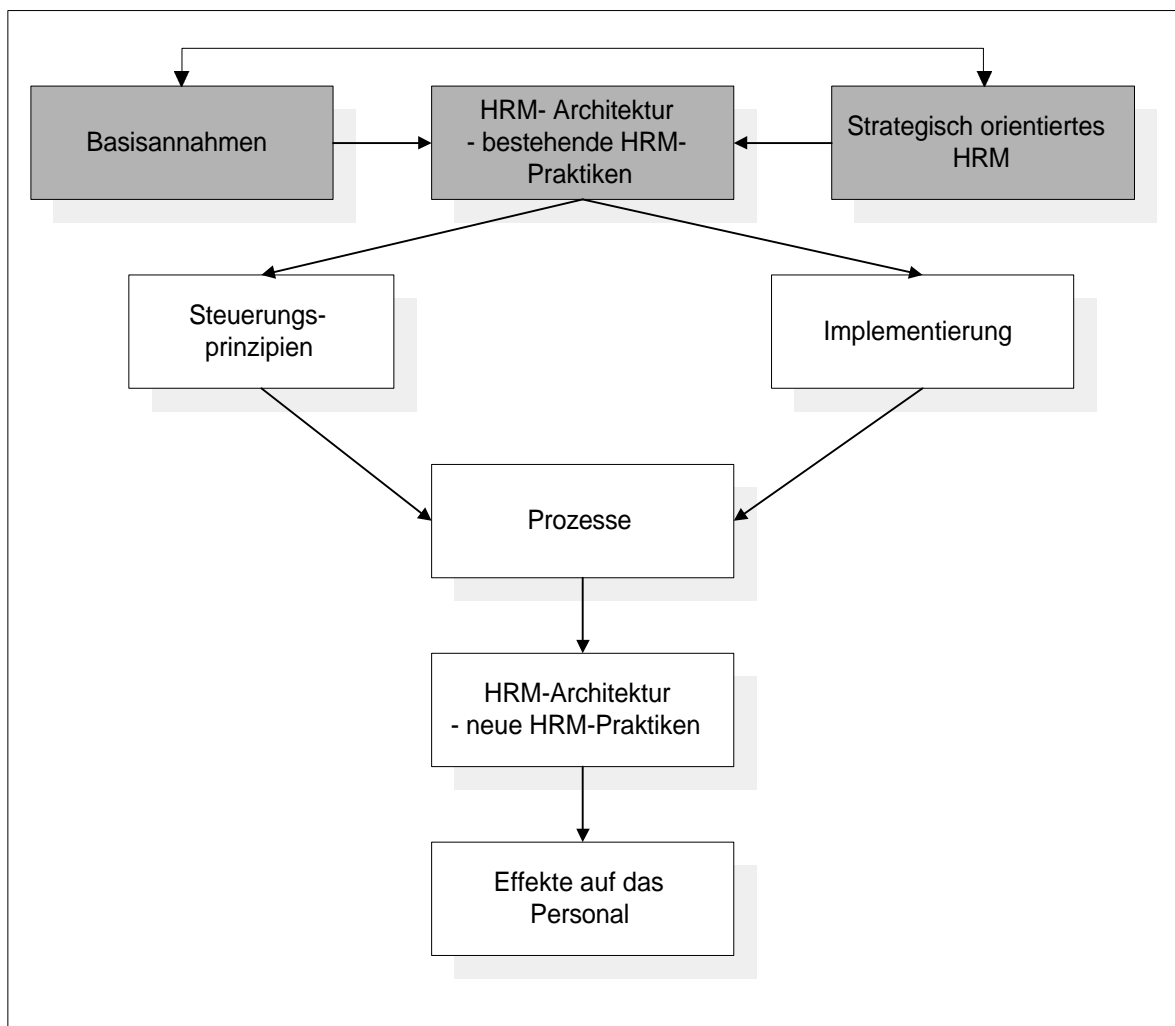 Basisannahmen
HRM- Architektur
- bestehende HRM-
Praktiken
Strategisch orientiertes
HRM
Steuerungs-
prinzipien
Implementierung
Prozesse
HRM-Architektur
- neue HRM-Praktiken
Effekte auf das
Personal